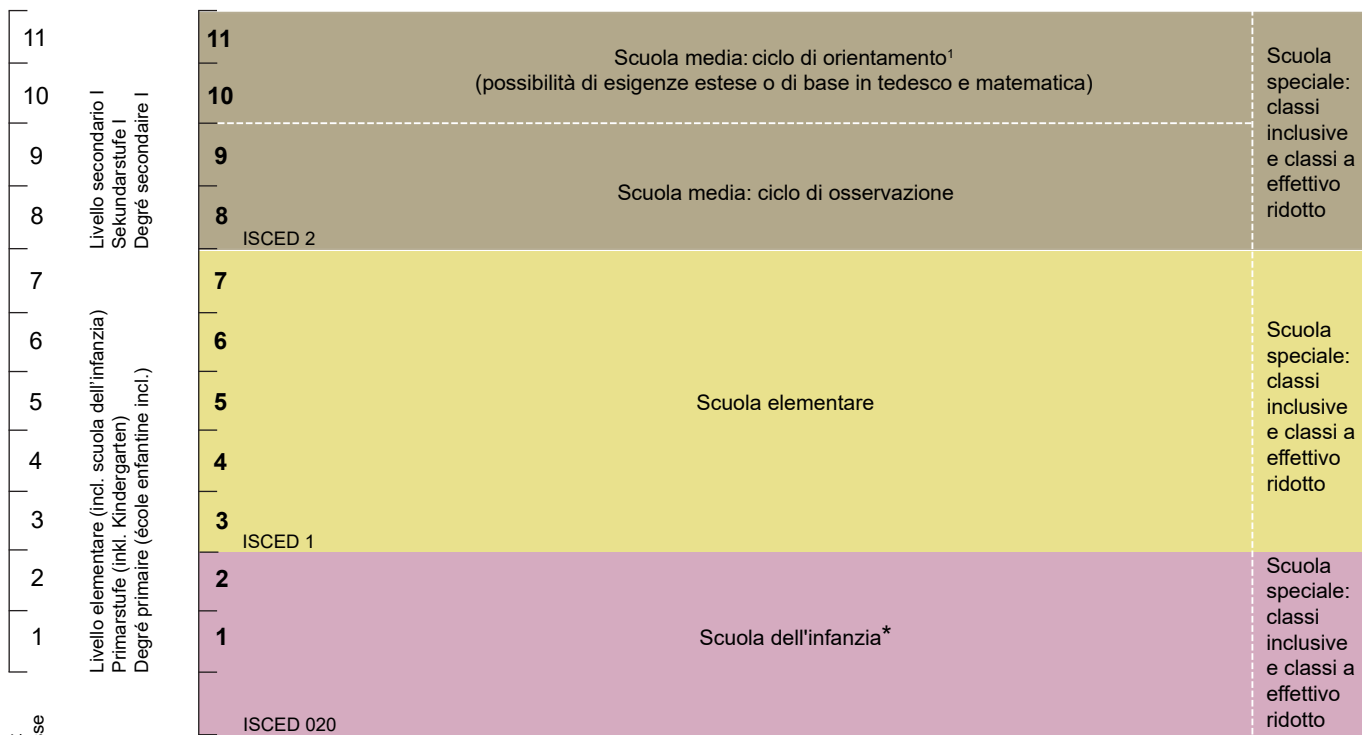 11
10
9
8
7
6
5
4
3
2
1
Livello secondario I
Sekundarstufe I
Degré secondaire I
Livello elementare (incl. scuola dell'infanzia)
Primarstufe (inkl. Kindergarten)
Degré primaire (école enfantine incl.)
11
10
9
8
ISCED 2
7
6
5
4
3
ISCED 1
2
1
ISCED 020
Scuola media: ciclo di orientamento¹
(possibilità di esigenze estese o di base in tedesco e matematica)
Scuola media: ciclo di osservazione
Scuola elementare
Scuola dell'infanzia*
Scuola
speciale:
classi
inclusive
e classi a
effettivo
ridotto
Scuola
speciale:
classi
inclusive
e classi a
effettivo
ridotto
Scuola
speciale:
classi
inclusive
e classi a
effettivo
ridotto